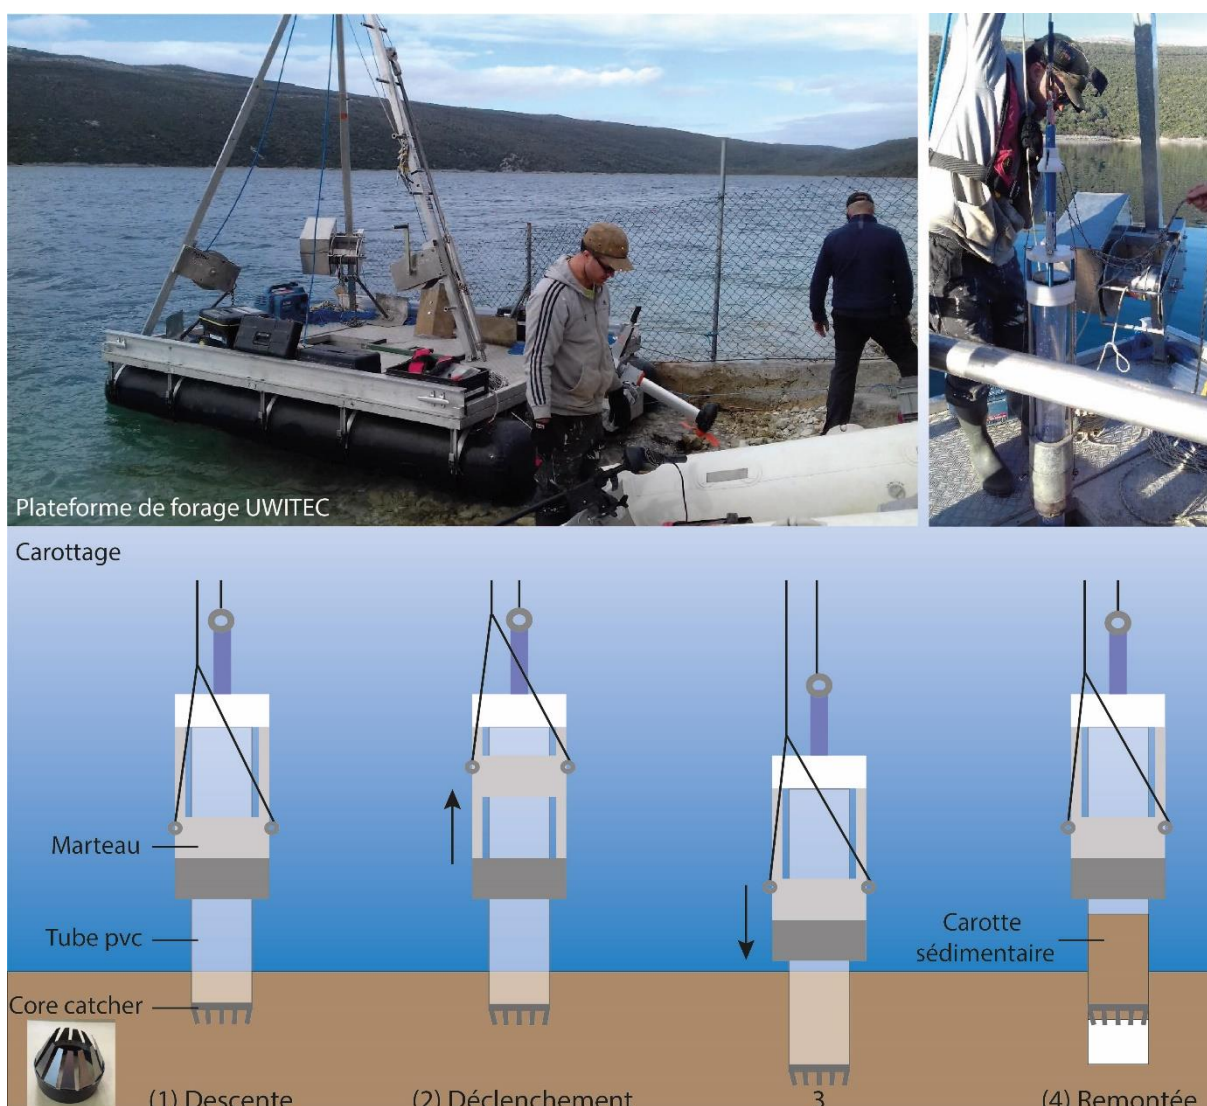 Plateforme de forage UWITEC
Carottage
Marteau
Tube pvc
Core catcher
Carotte
sédimentaire
(1) Descente
(2) Déclenchement
3
(4) Remontée